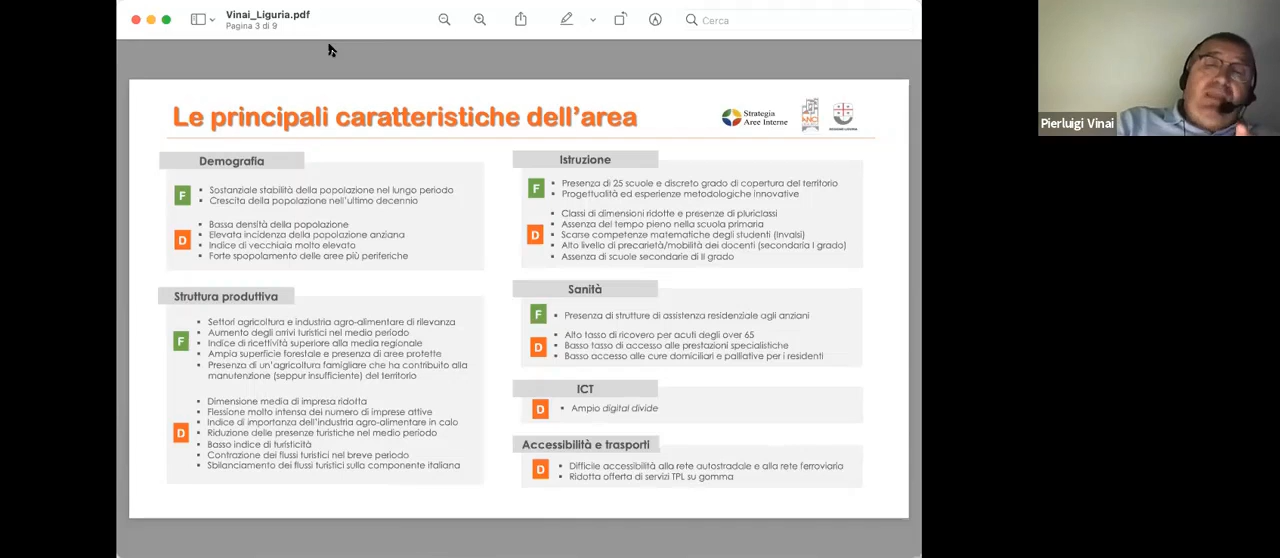 Vinai_Liguria.pdf
Pagina 3 di 9
Cerca
Pierluigi Vinai
Le principali caratteristiche dell'area
Strategia
Aree Interne
ANCI
Demografia
F
▪ Sostanziale stabilità della popolazione nel lungo periodo
▪ Crescita della popolazione nell'ultimo decennio
D
▪ Bassa densità della popolazione
▪ Elevata incidenza della popolazione anziana
▪ Indice di vecchiaia molto elevato
▪ Forte spopolamento delle aree più periferiche
Struttura produttiva
F
▪ Settori agricoltura e industria agro-alimentare di rilevanza
▪ Aumento degli arrivi turistici nel medio periodo
▪ Indice di ricettività superiore alla media regionale
▪ Ampia superficie forestale e presenza di aree protette
▪ Presenza di un'agricoltura famigliare che ha contribuito alla
manutenzione (seppur insufficiente) del territorio
D
▪ Dimensione media di impresa ridotta
▪ Flessione molto intensa dei numero di imprese attive
▪ Indice di importanza dell'industria agro-alimentare in calo
▪ Riduzione delle presenze turistiche nel medio periodo
▪ Basso indice di turisticità
▪ Contrazione dei flussi turistici nel breve periodo
▪ Sbilanciamento dei flussi turistici sulla componente italiana
Istruzione
F
▪ Presenza di 25 scuole e discreto grado di copertura del territorio
▪ Progettualità ed esperienze metodologiche innovative
D
▪ Classi di dimensioni ridotte e presenze di pluriclassi
▪ Assenza del tempo pieno nella scuola primaria
▪ Scarse competenze matematiche degli studenti (Invalsi)
▪ Alto livello di precarietà/mobilità dei docenti (secondaria I grado)
▪ Assenza di scuole secondarie di II grado
Sanità
F
▪ Presenza di strutture di assistenza residenziale agli anziani
D
▪ Alto tasso di ricovero per acuti degli over 65
▪ Basso tasso di accesso alle prestazioni specialistiche
▪ Basso accesso alle cure domiciliari e palliative per i residenti
ICT
D
▪ Ampio digital divide
Accessibilità e trasporti
D
▪ Difficile accessibilità alla rete autostradale e alla rete ferroviaria
▪ Ridotta offerta di servizi TPL su gomma